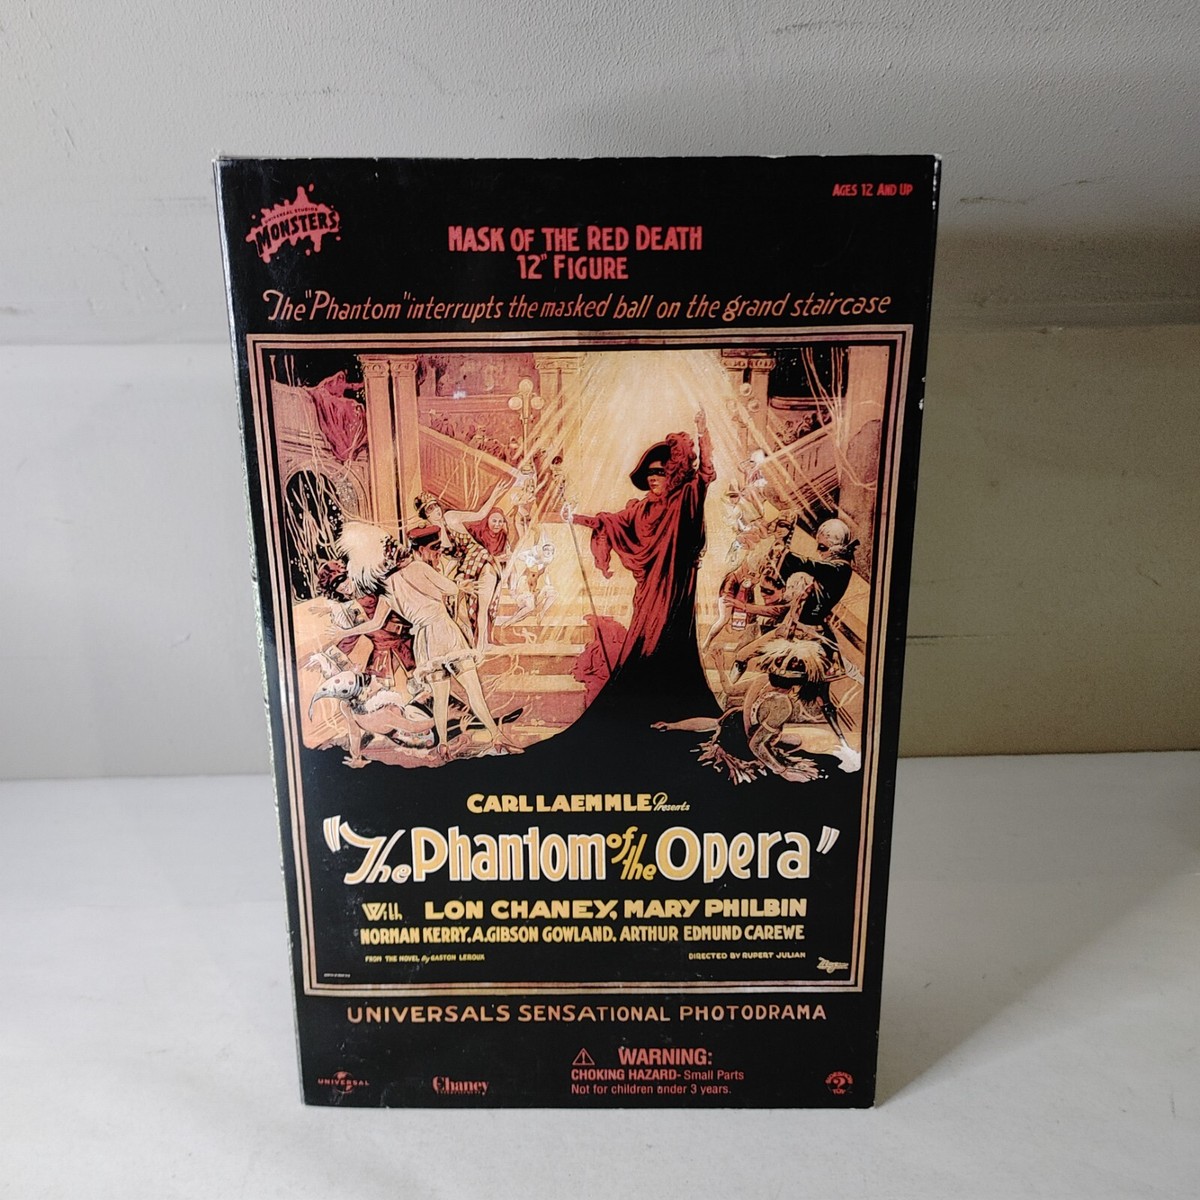 UNIVERSAL STUDIOS
MONSTERS
AGES 12 AND UP
MASK OF THE RED DEATH
12" FIGURE
The "Phantom" interrupts the masked ball on the grand staircase
CARL LAEMMLE Presents
"The Phantom of the Opera"
With LON CHANEY, MARY PHILBIN
NORMAN KERRY, A. GIBSON GOWLAND, ARTHUR EDMUND CAREWE
FROM THE NOVEL By GASTON LEROUX
DIRECTED BY RUPERT JULIAN
UNIVERSAL'S SENSATIONAL PHOTODRAMA
UNIVERSAL
Chaney
WARNING:
CHOKING HAZARD- Small Parts
Not for children under 3 years.